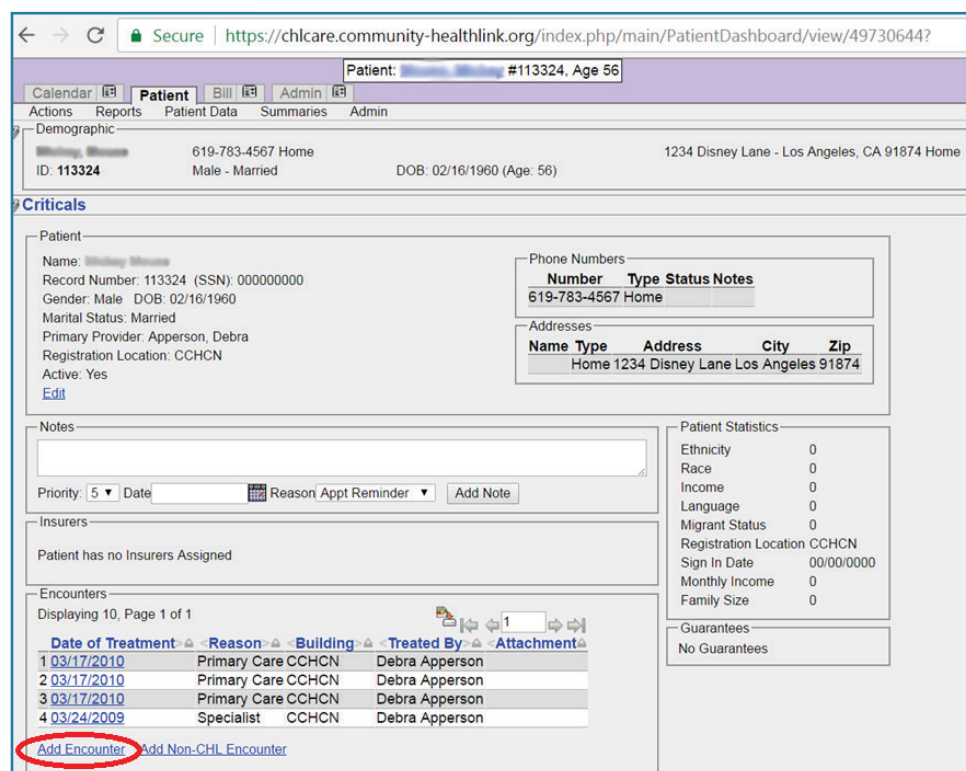 Secure | https://chlcare.community-healthlink.org/index.php/main/PatientDashboard/view/49730644?
Patient: #113324, Age 56
Calendar Patient Bill Admin
Actions Reports Patient Data Summaries Admin
Demographic
619-783-4567 Home 1234 Disney Lane - Los Angeles, CA 91874 Home
ID: 113324 Male - Married DOB: 02/16/1960 (Age: 56)
Criticals
Patient
Name:
Record Number: 113324 (SSN): 000000000
Gender: Male DOB: 02/16/1960
Marital Status: Married
Primary Provider: Apperson, Debra
Registration Location: CCHCN
Active: Yes
Edit
Phone Numbers
Number Type Status Notes
619-783-4567 Home
Addresses
Name Type Address City Zip
Home 1234 Disney Lane Los Angeles 91874
Notes
Priority: 5 Date Reason Appt Reminder Add Note
Insurers
Patient has no Insurers Assigned
Patient Statistics
Ethnicity 0
Race 0
Income 0
Language 0
Migrant Status 0
Registration Location CCHCN
Sign In Date 00/00/0000
Monthly Income 0
Family Size 0
Guarantees
No Guarantees
Encounters
Displaying 10, Page 1 of 1 1
Date of Treatment> <Reason> <Building> <Treated By> <Attachment
1 03/17/2010 Primary Care CCHCN Debra Apperson
2 03/17/2010 Primary Care CCHCN Debra Apperson
3 03/17/2010 Primary Care CCHCN Debra Apperson
4 03/24/2009 Specialist CCHCN Debra Apperson
Add Encounter Add Non-CHL Encounter